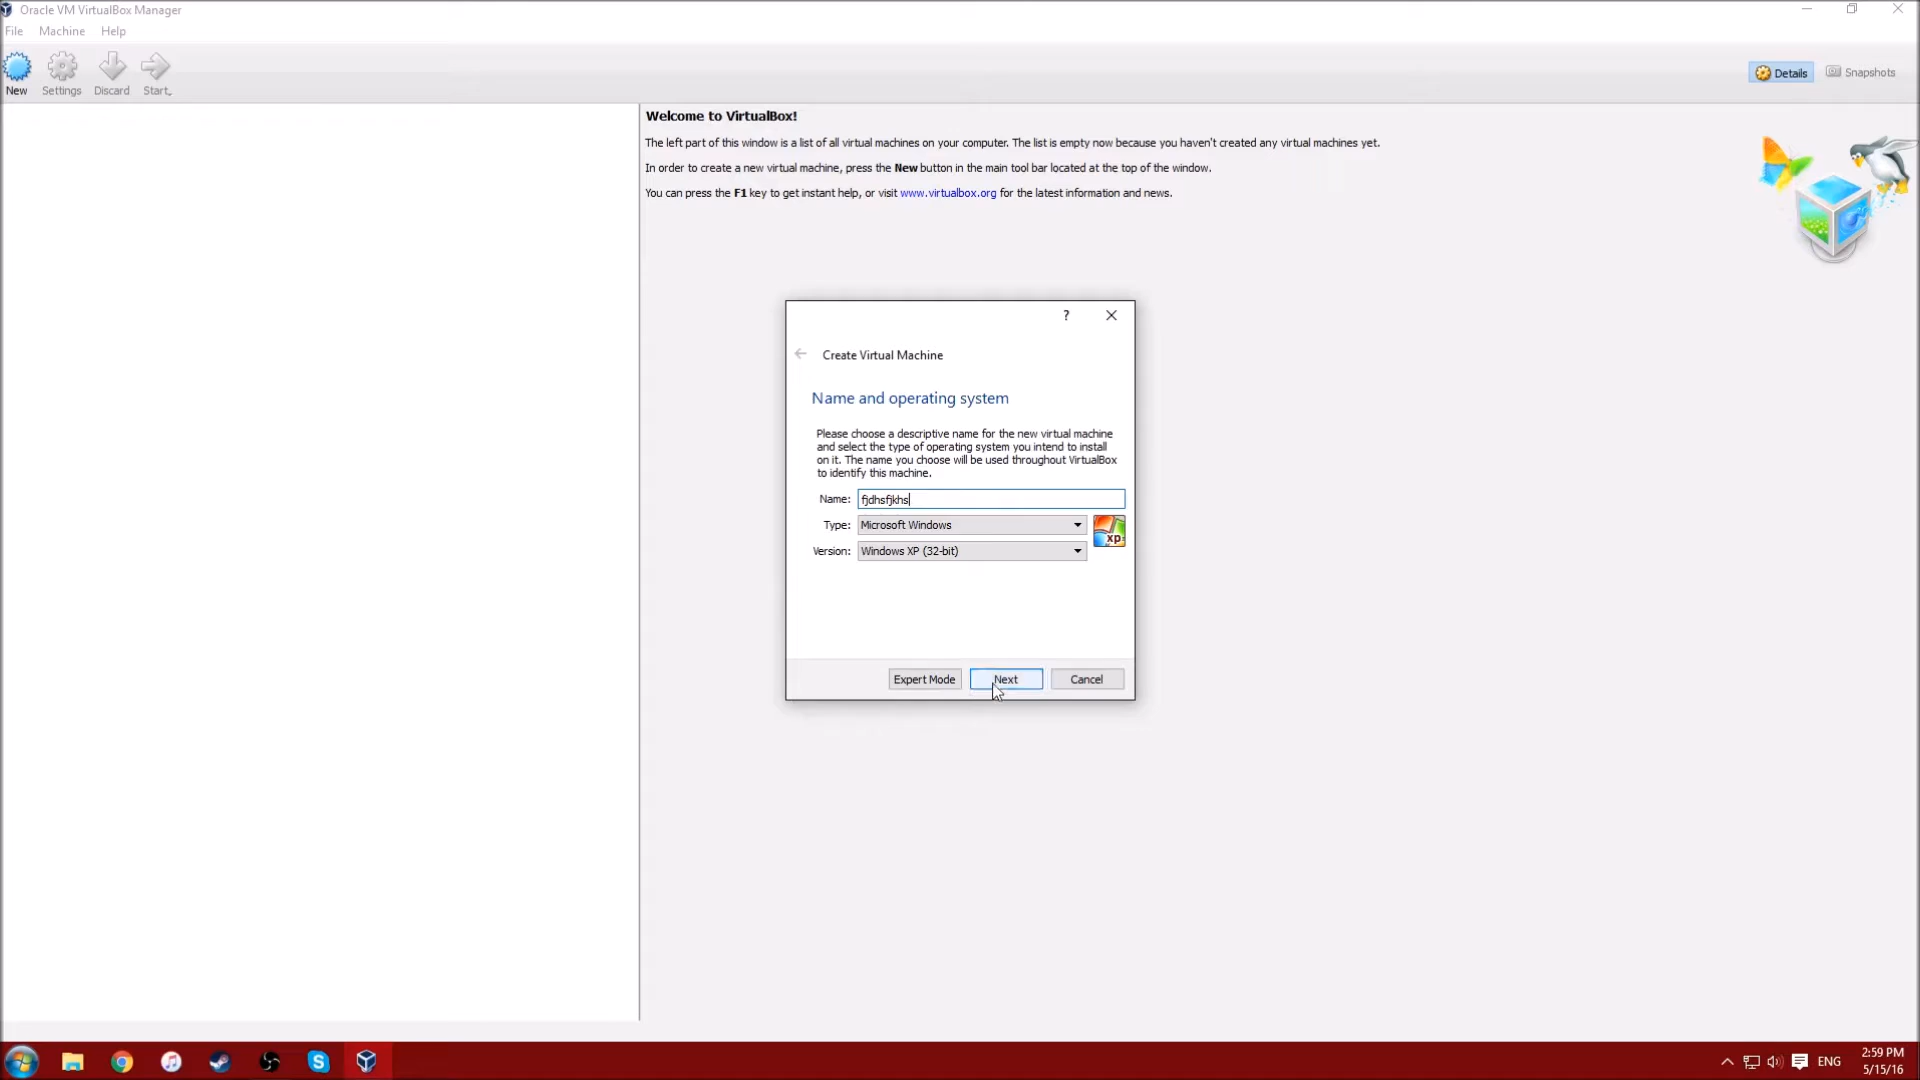 Oracle VM VirtualBox Manager
File Machine Help
New Settings Discard Start
Details Snapshots
Welcome to VirtualBox!
The left part of this window is a list of all virtual machines on your computer. The list is empty now because you haven't created any virtual machines yet.
In order to create a new virtual machine, press the New button in the main tool bar located at the top of the window.
You can press the F1 key to get instant help, or visit www.virtualbox.org for the latest information and news.
?
Create Virtual Machine
Name and operating system
Please choose a descriptive name for the new virtual machine
and select the type of operating system you intend to install
on it. The name you choose will be used throughout VirtualBox
to identify this machine.
Name: fjdhsfjkhs
Type: Microsoft Windows
Version: Windows XP (32-bit)
xp
Expert Mode Next Cancel
ENG
2:59 PM
5/15/16